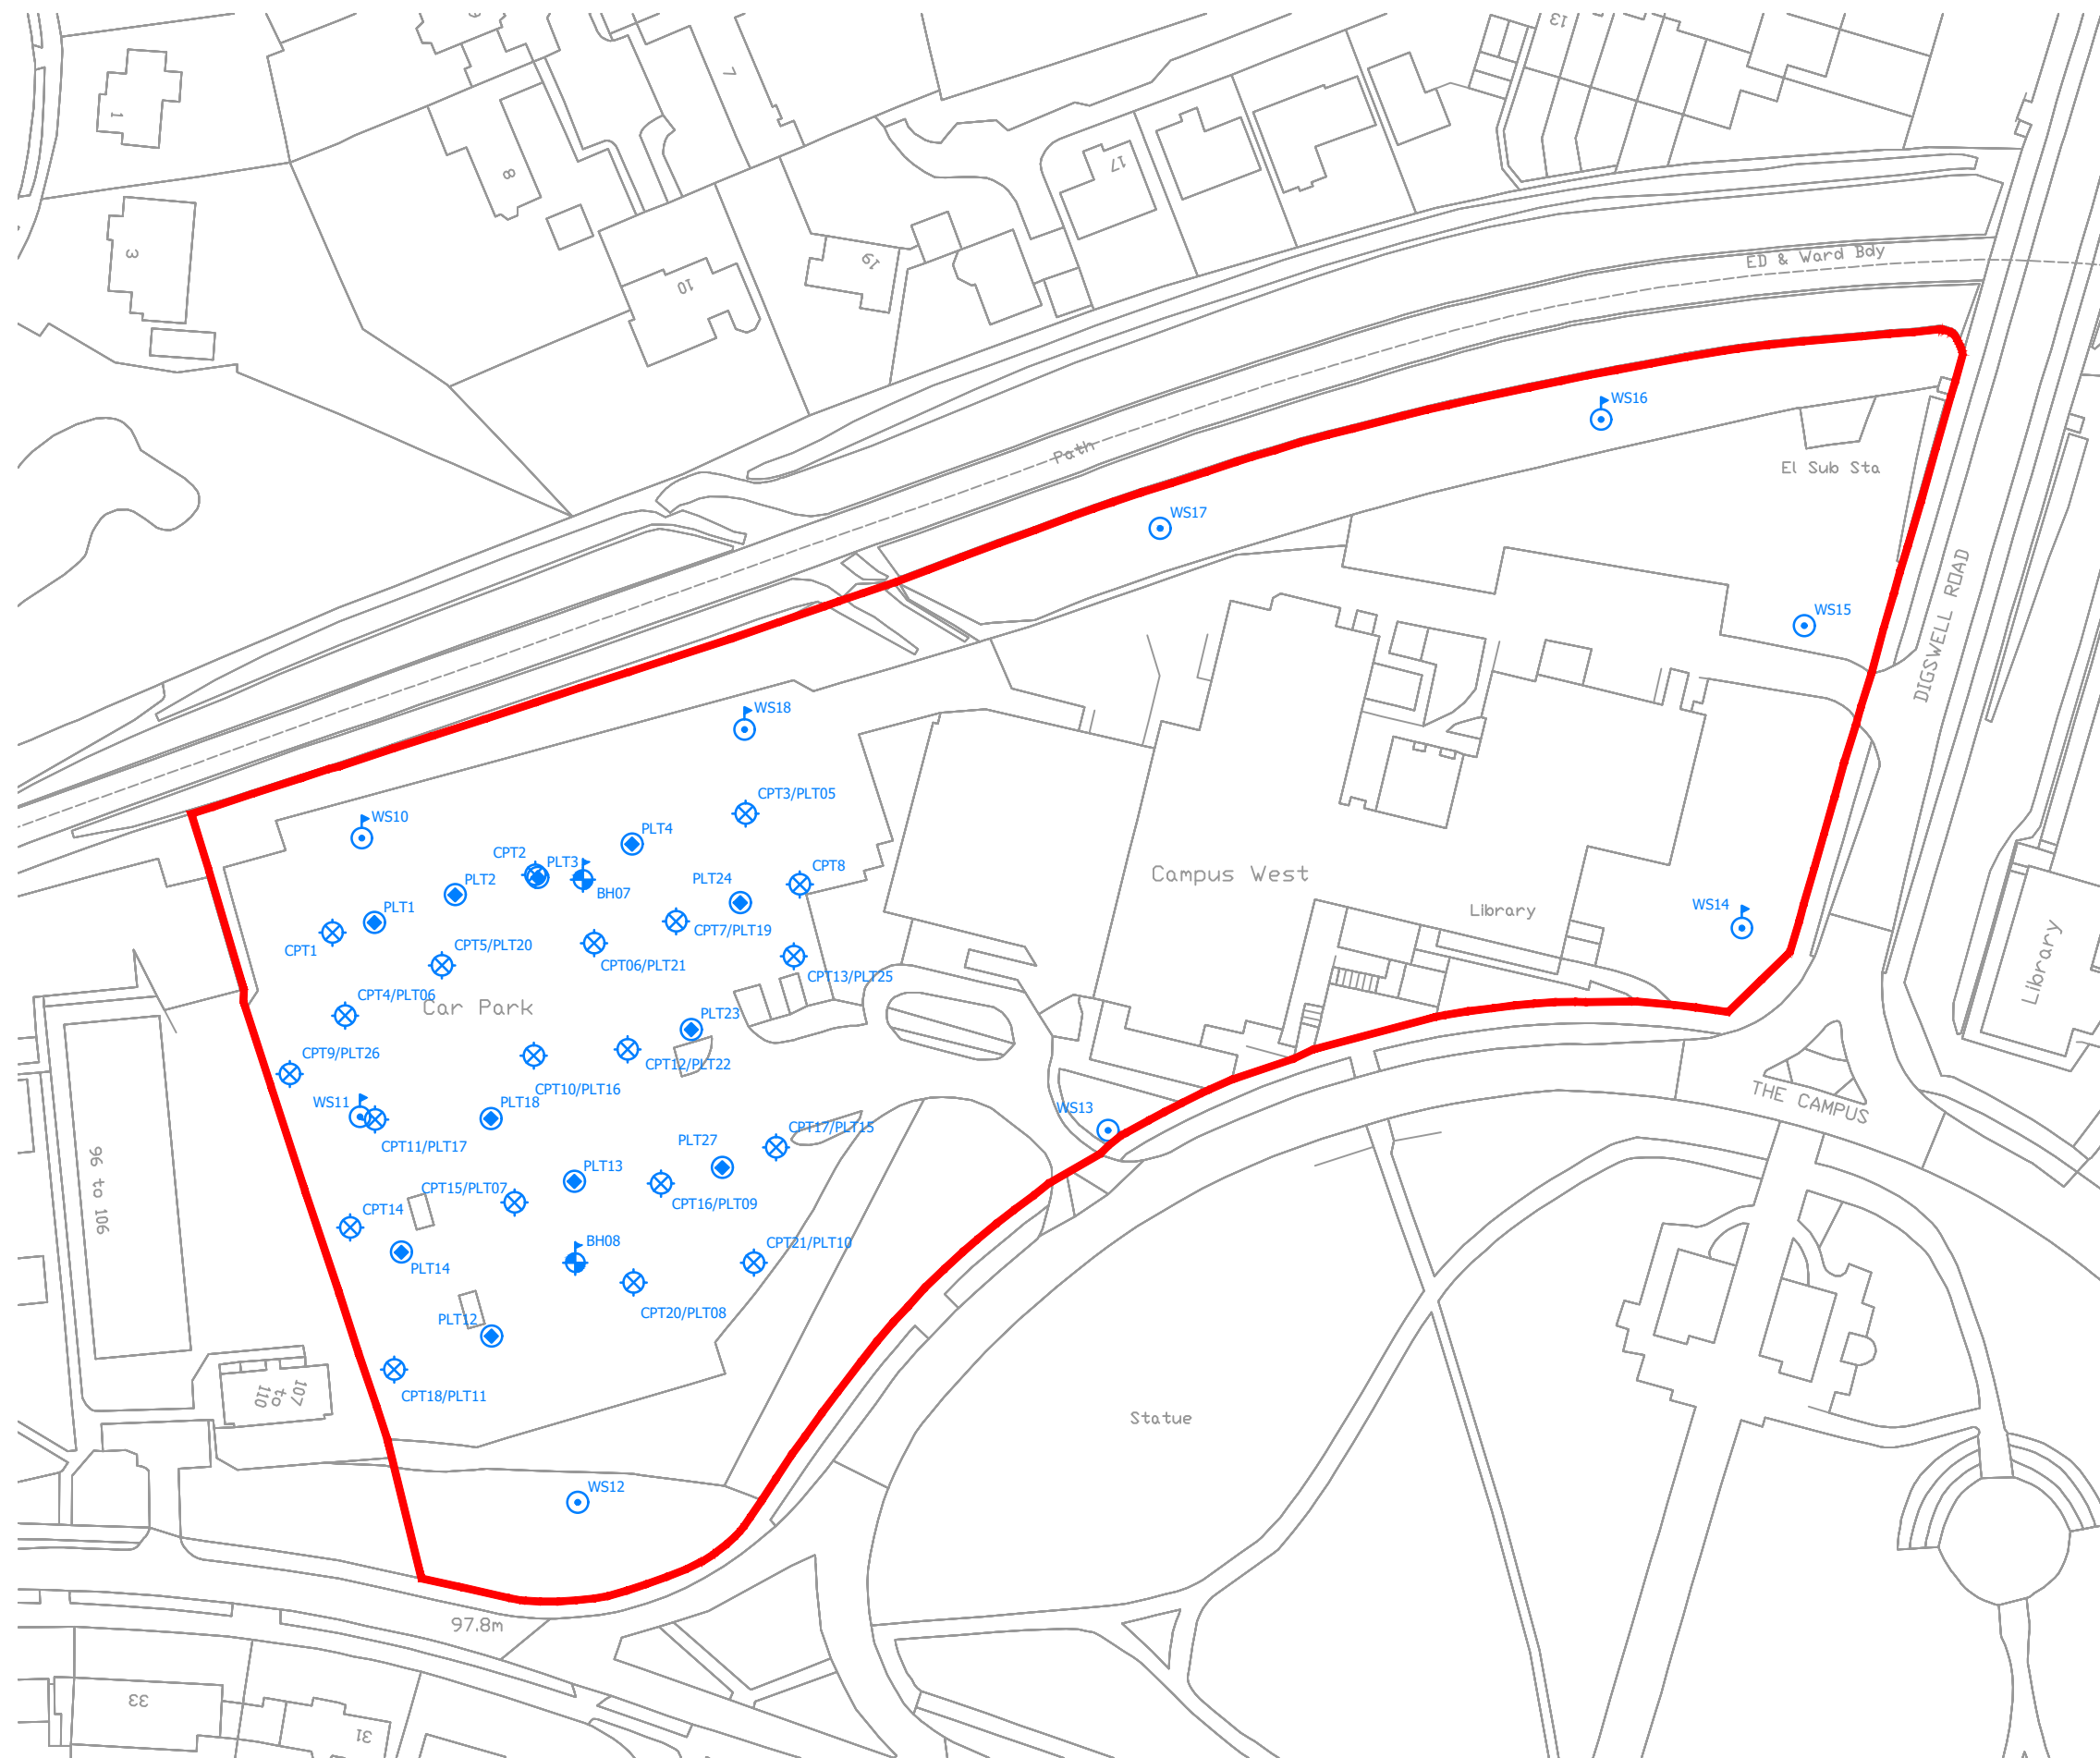 13
7
1
8
17
3
19
10
ED & Ward Bdy
WS16
Path
El Sub Sta
WS17
DIGSWELL ROAD
WS15
WS18
CPT3/PLT05
WS10
PLT4
CPT2
PLT3
CPT8
PLT2
PLT24
BH07
Campus West
PLT1
WS14
Library
CPT7/PLT19
CPT1
CPT5/PLT20
CPT06/PLT21
CPT13/PLT25
Library
CPT4/PLT06
Car Park
PLT23
CPT9/PLT26
CPT12/PLT22
CPT10/PLT16
WS11
PLT18
WS13
THE CAMPUS
CPT11/PLT17
PLT27
CPT17/PLT15
PLT13
96 to 106
CPT15/PLT07
CPT16/PLT09
CPT14
BH08
CPT21/PLT10
PLT14
PLT12
CPT20/PLT08
CPT18/PLT11
107
to
110
Statue
WS12
97.8m
33
31